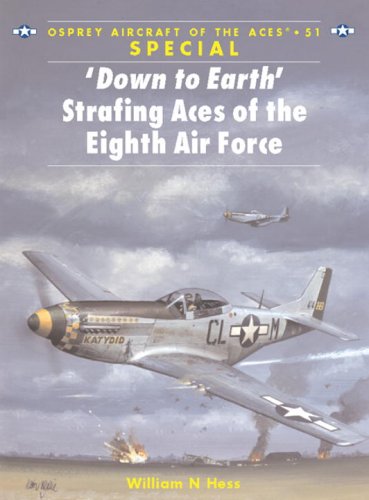 OSPREY AIRCRAFT OF THE ACES® • 51
SPECIAL
'Down to Earth'
Strafing Aces of the
Eighth Air Force
KATYDID
CL M
William N Hess